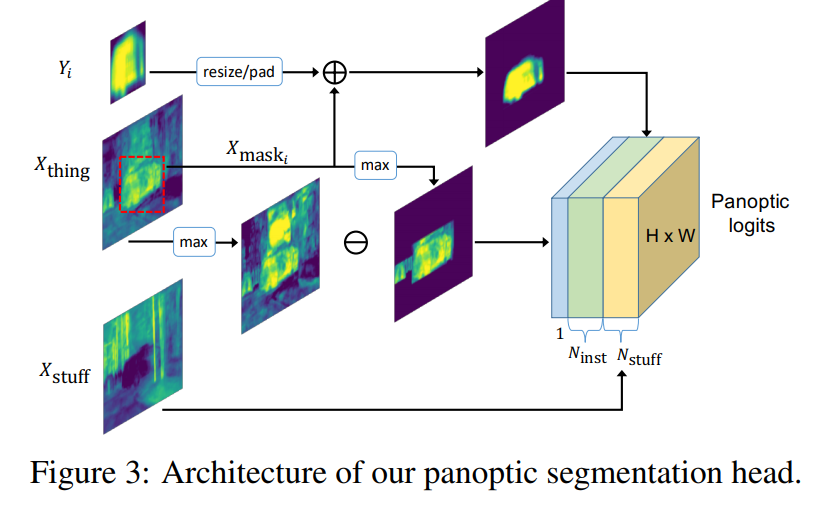 Y_i
resize/pad
X_thing
X_mask_i
max
max
Panoptic
logits
H x W
X_stuff
1
N_inst N_stuff
Figure 3: Architecture of our panoptic segmentation head.